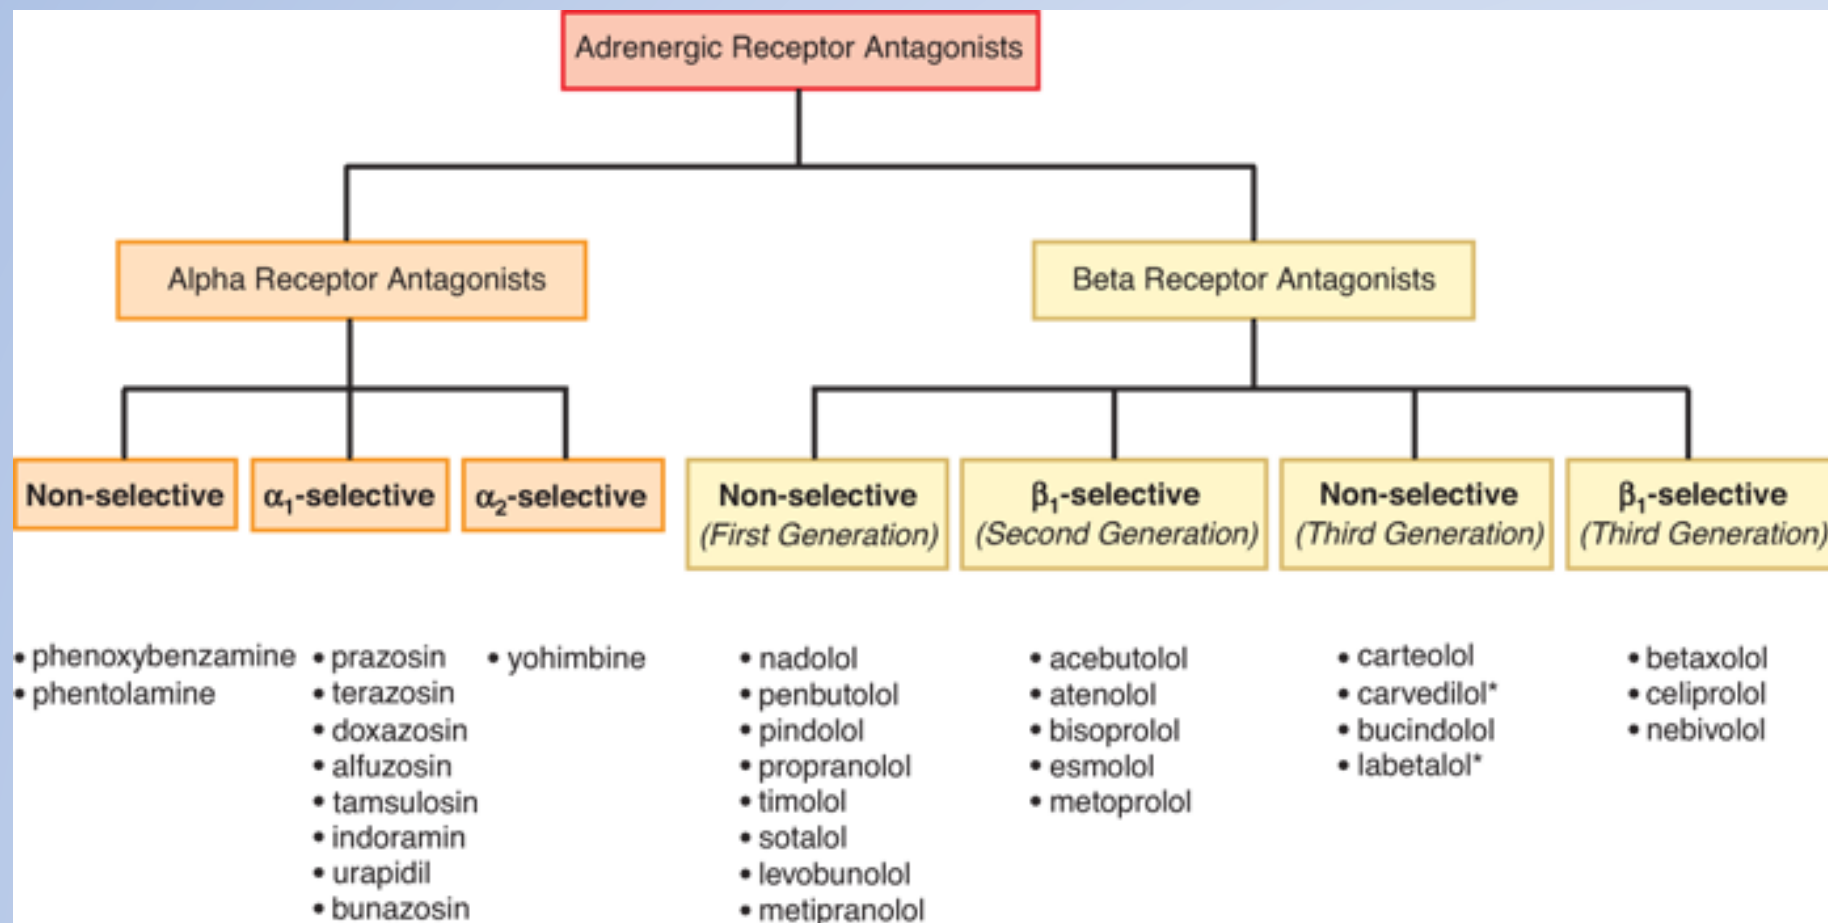 Adrenergic Receptor Antagonists
Alpha Receptor Antagonists
Beta Receptor Antagonists
Non-selective
α₁-selective
α₂-selective
Non-selective
(First Generation)
β₁-selective
(Second Generation)
Non-selective
(Third Generation)
β₁-selective
(Third Generation)
• phenoxybenzamine
• phentolamine
• prazosin
• terazosin
• doxazosin
• alfuzosin
• tamsulosin
• indoramin
• urapidil
• bunazosin
• yohimbine
• nadolol
• penbutolol
• pindolol
• propranolol
• timolol
• sotalol
• levobunolol
• metipranolol
• acebutolol
• atenolol
• bisoprolol
• esmolol
• metoprolol
• carteolol
• carvedilol*
• bucindolol
• labetalol*
• betaxolol
• celiprolol
• nebivolol